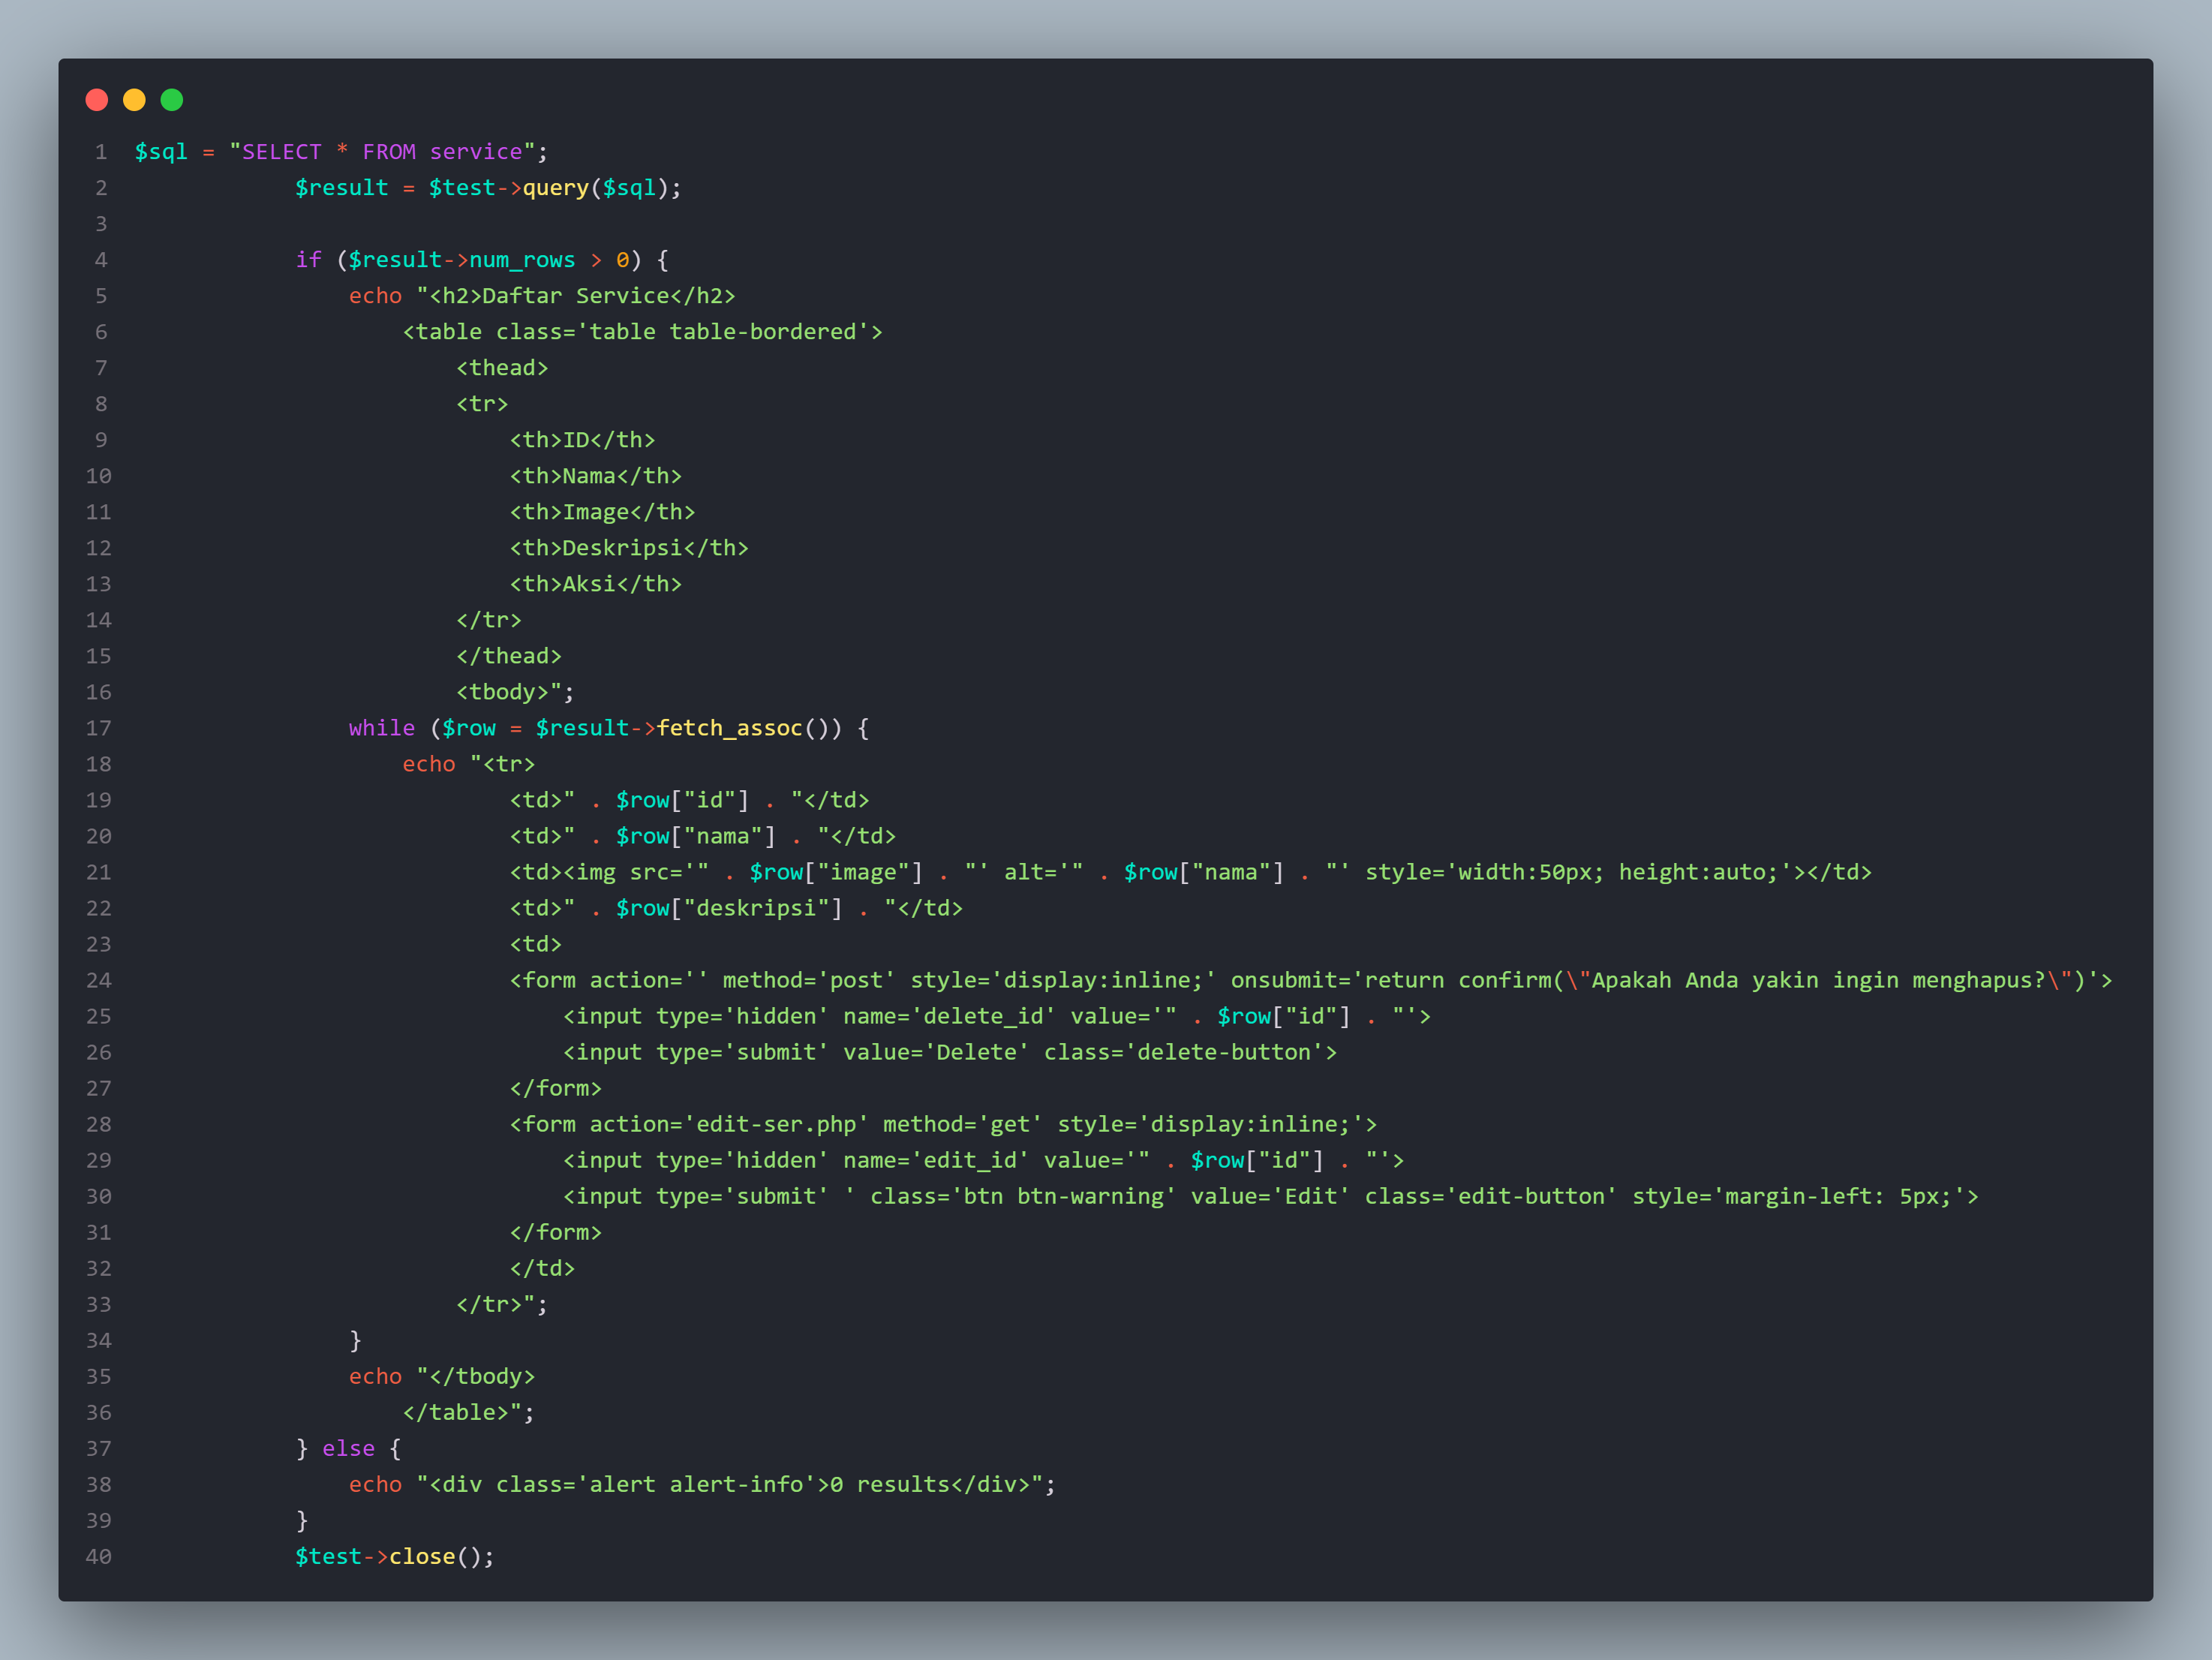 1 $sql = "SELECT * FROM service";
2 $result = $test->query($sql);
3
4 if ($result->num_rows > 0) {
5 echo "<h2>Daftar Service</h2>
6 <table class='table table-bordered'>
7 <thead>
8 <tr>
9 <th>ID</th>
10 <th>Nama</th>
11 <th>Image</th>
12 <th>Deskripsi</th>
13 <th>Aksi</th>
14 </tr>
15 </thead>
16 <tbody>";
17 while ($row = $result->fetch_assoc()) {
18 echo "<tr>
19 <td>" . $row["id"] . "</td>
20 <td>" . $row["nama"] . "</td>
21 <td><img src='" . $row["image"] . "' alt='" . $row["nama"] . "' style='width:50px; height:auto;'></td>
22 <td>" . $row["deskripsi"] . "</td>
23 <td>
24 <form action='' method='post' style='display:inline;' onsubmit='return confirm(\"Apakah Anda yakin ingin menghapus?\")'>
25 <input type='hidden' name='delete_id' value='" . $row["id"] . "'>
26 <input type='submit' value='Delete' class='delete-button'>
27 </form>
28 <form action='edit-ser.php' method='get' style='display:inline;'>
29 <input type='hidden' name='edit_id' value='" . $row["id"] . "'>
30 <input type='submit' ' class='btn btn-warning' value='Edit' class='edit-button' style='margin-left: 5px;'>
31 </form>
32 </td>
33 </tr>";
34 }
35 echo "</tbody>
36 </table>";
37 } else {
38 echo "<div class='alert alert-info'>0 results</div>";
39 }
40 $test->close();